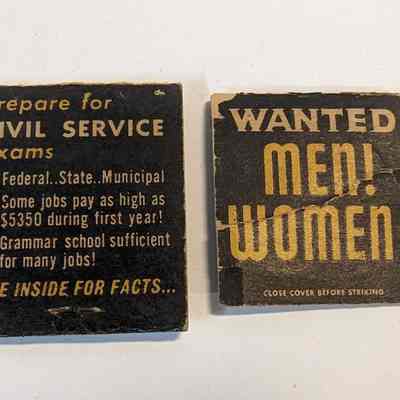 repare for
IVIL SERVICE
xams
Federal..State..Municipal
Some jobs pay as high as
$5350 during first year!
Grammar school sufficient
for many jobs!
E INSIDE FOR FACTS...
WANTED
MEN!
WOMEN
CLOSE COVER BEFORE STRIKING